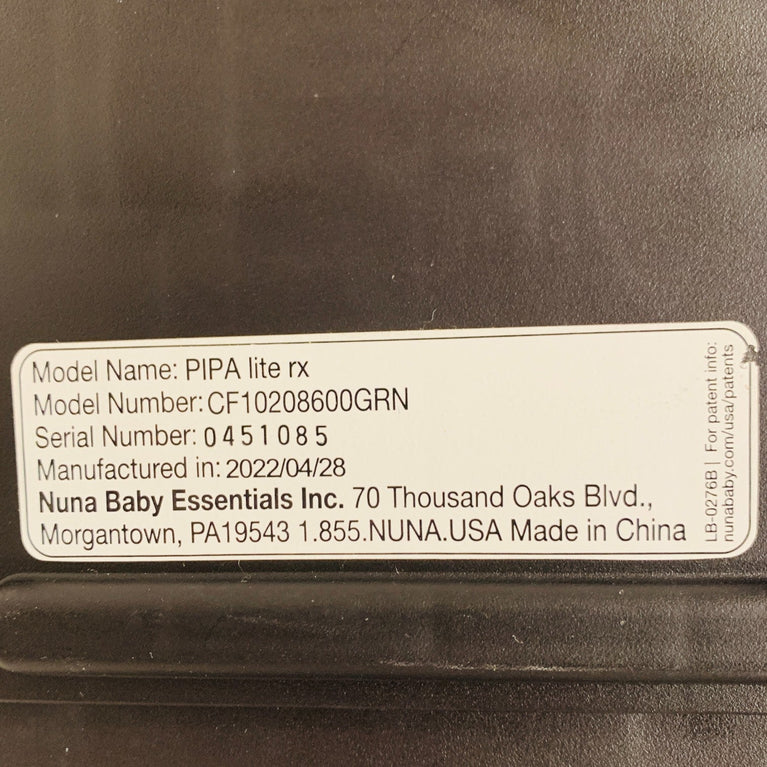 Model Name: PIPA lite rx
Model Number: CF10208600GRN
Serial Number: 0451085
Manufactured in: 2022/04/28
Nuna Baby Essentials Inc. 70 Thousand Oaks Blvd.,
Morgantown, PA19543 1.855.NUNA.USA Made in China
LB-0276B | For patent info:
nunababy.com/usa/patents